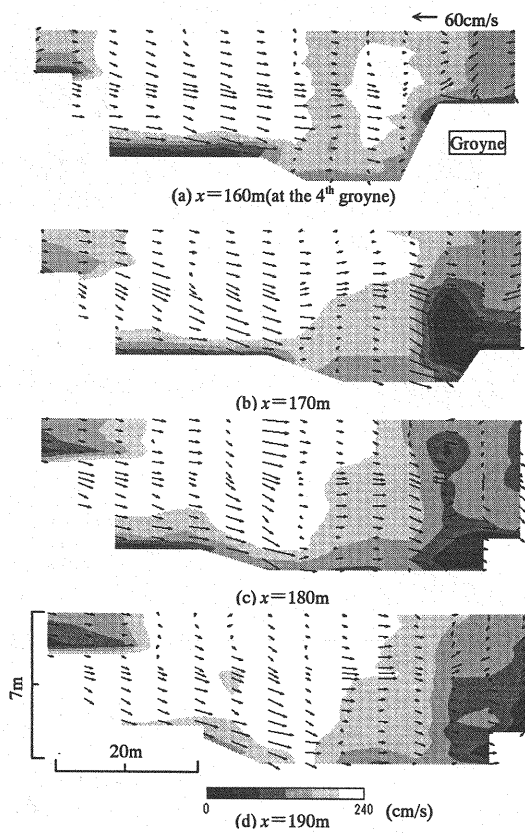 60cm/s
Groyne
(a) x=160m(at the 4th groyne)
(b) x=170m
(c) x=180m
7m
20m
0 240 (cm/s)
(d) x=190m